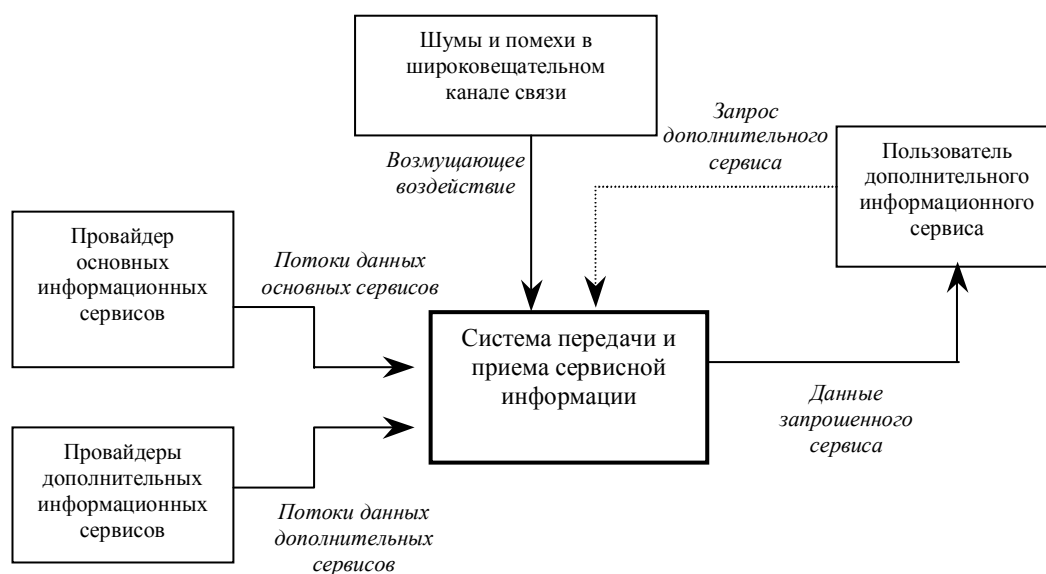 Шумы и помехи в
широковещательном
канале связи
Запрос
дополнительного
сервиса
Возмущающее
воздействие
Пользователь
дополнительного
информационного
сервиса
Провайдер
основных
информационных
сервисов
Потоки данных
основных сервисов
Система передачи и
приема сервисной
информации
Данные
запрошенного
сервиса
Провайдеры
дополнительных
информационных
сервисов
Потоки данных
дополнительных
сервисов